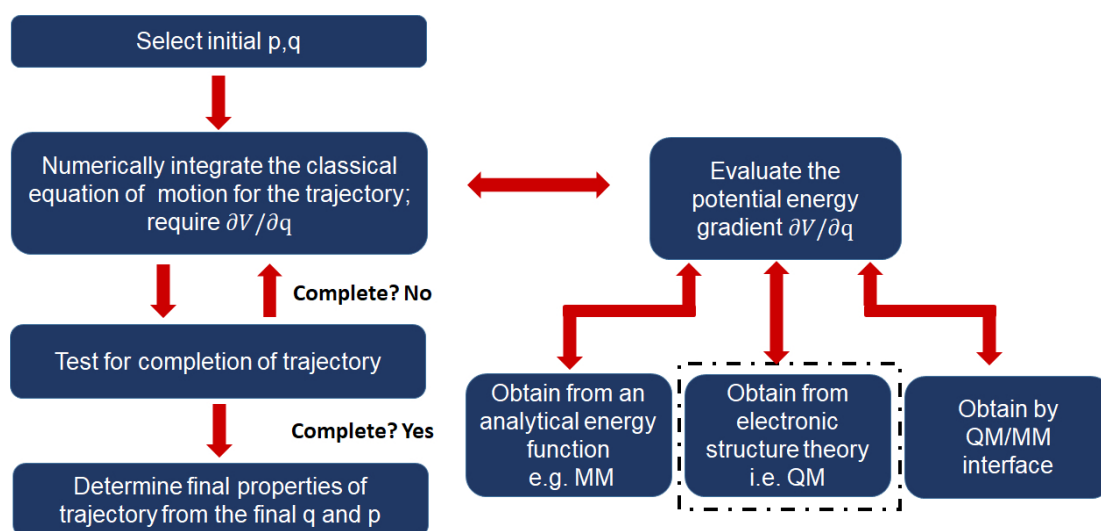 Select initial p,q
Numerically integrate the classical
equation of motion for the trajectory;
require ∂V/∂q
Complete? No
Test for completion of trajectory
Complete? Yes
Determine final properties of
trajectory from the final q and p
Evaluate the
potential energy
gradient ∂V/∂q
Obtain from an
analytical energy
function
e.g. MM
Obtain from
electronic
structure theory
i.e. QM
Obtain by
QM/MM
interface